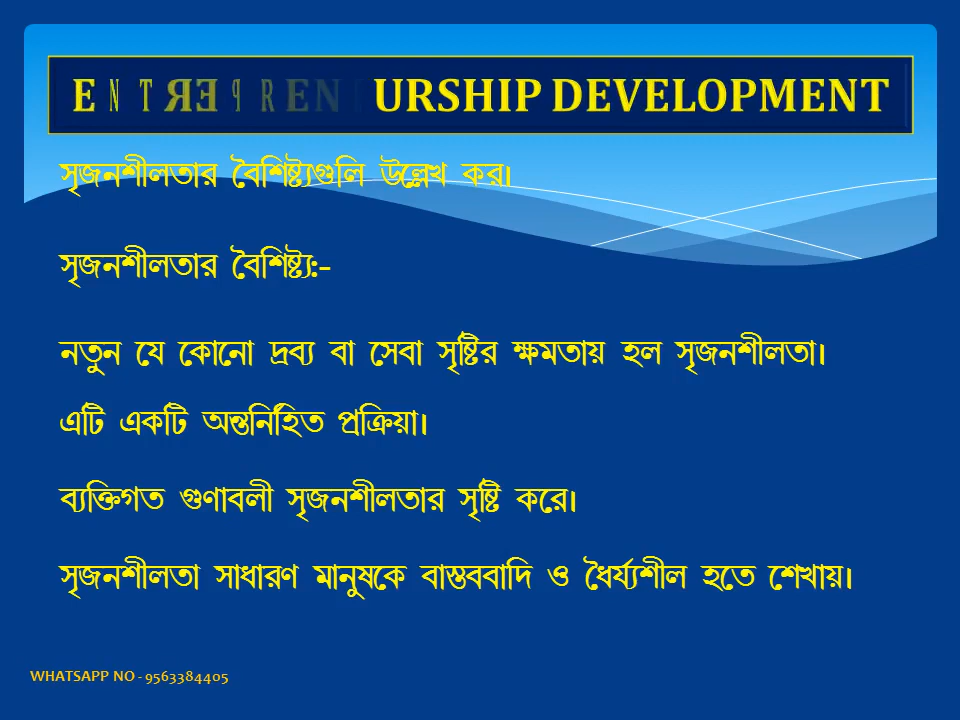 ENTREPRENEURSHIP DEVELOPMENT
সৃজনশীলতার বৈশিষ্ট্যগুলি উল্লেখ কর।
সৃজনশীলতার বৈশিষ্ট্য:-
নতুন যে কোনো দ্রব্য বা সেবা সৃষ্টির ক্ষমতায় হল সৃজনশীলতা।
এটি একটি অন্তর্নিহিত প্রক্রিয়া।
ব্যক্তিগত গুণাবলী সৃজনশীলতার সৃষ্টি করে।
সৃজনশীলতা সাধারণ মানুষকে বাস্তববাদি ও ধৈর্য্যশীল হতে শেখায়।
WHATSAPP NO - 9563384405